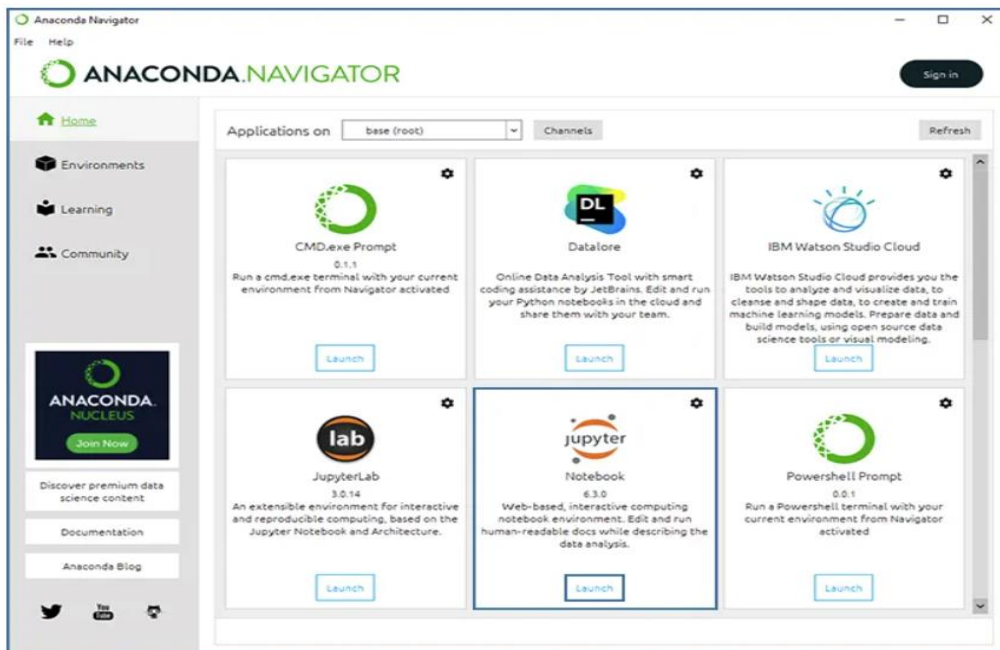 Anaconda Navigator
File Help
ANACONDA.NAVIGATOR
Sign in
Home
Environments
Learning
Community
ANACONDA.
NUCLEUS
Join Now
Discover premium data
science content
Documentation
Anaconda Blog
You
Tube
Applications on
base (root)
Channels
Refresh
CMD.exe Prompt
0.1.1
Run a cmd.exe terminal with your current
environment from Navigator activated
Launch
DL
Datalore
Online Data Analysis Tool with smart
coding assistance by JetBrains. Edit and run
your Python notebooks in the cloud and
share them with your team.
Launch
IBM Watson Studio Cloud
IBM Watson Studio Cloud provides you the
tools to analyze and visualize data, to
cleanse and shape data, to create and train
machine learning models. Prepare data and
build models, using open source data
science tools or visual modeling.
Launch
lab
JupyterLab
3.0.14
An extensible environment for interactive
and reproducible computing, based on the
Jupyter Notebook and Architecture.
Launch
jupyter
Notebook
6.3.0
Web-based, interactive computing
notebook environment. Edit and run
human-readable docs while describing the
data analysis.
Launch
Powershell Prompt
0.0.1
Run a Powershell terminal with your
current environment from Navigator
activated
Launch